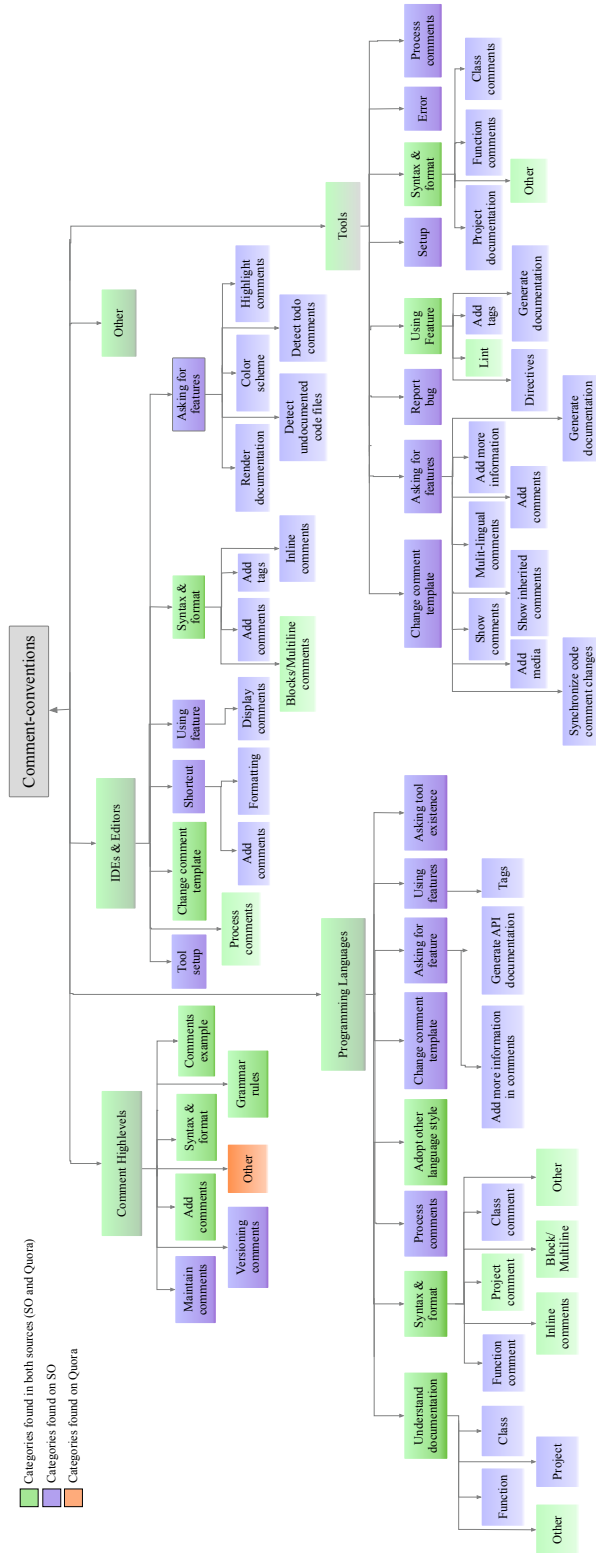 Categories found in both sources (SO and Quora)
Categories found on SO
Categories found on Quora
Comment-conventions
Comment Highlevels
IDEs & Editors
Other
Maintain
comments
Add
comments
Syntax &
format
Comments
example
Versioning
comments
Other
Grammar
rules
Tool
setup
Change comment
template
Shortcut
Using
feature
Syntax &
format
Asking for
features
Process
comments
Add
comments
Formatting
Display
comments
Add
comments
Add
tags
Blocks/Multiline
comments
Inline
comments
Render
documentation
Color
scheme
Highlight
comments
Detect
undocumented
code files
Detect todo
comments
Programming Languages
Tools
Understand
documentation
Syntax &
format
Process
comments
Adopt other
language style
Change comment
template
Asking for
feature
Using
features
Asking tool
existence
Function
Class
Other
Project
Function
comment
Project
comment
Class
comment
Inline
comments
Block/
Multiline
Other
Add more information
in comments
Generate API
documentation
Tags
Change comment
template
Asking for
features
Report
bug
Using
Feature
Setup
Syntax &
format
Error
Process
comments
Show
comments
Mulit-lingual
comments
Add more
information
Add
media
Show inherited
comments
Add
comments
Synchronize code
comment changes
Generate
documentation
Lint
Add
tags
Directives
Generate
documentation
Project
documentation
Function
comments
Class
comments
Other